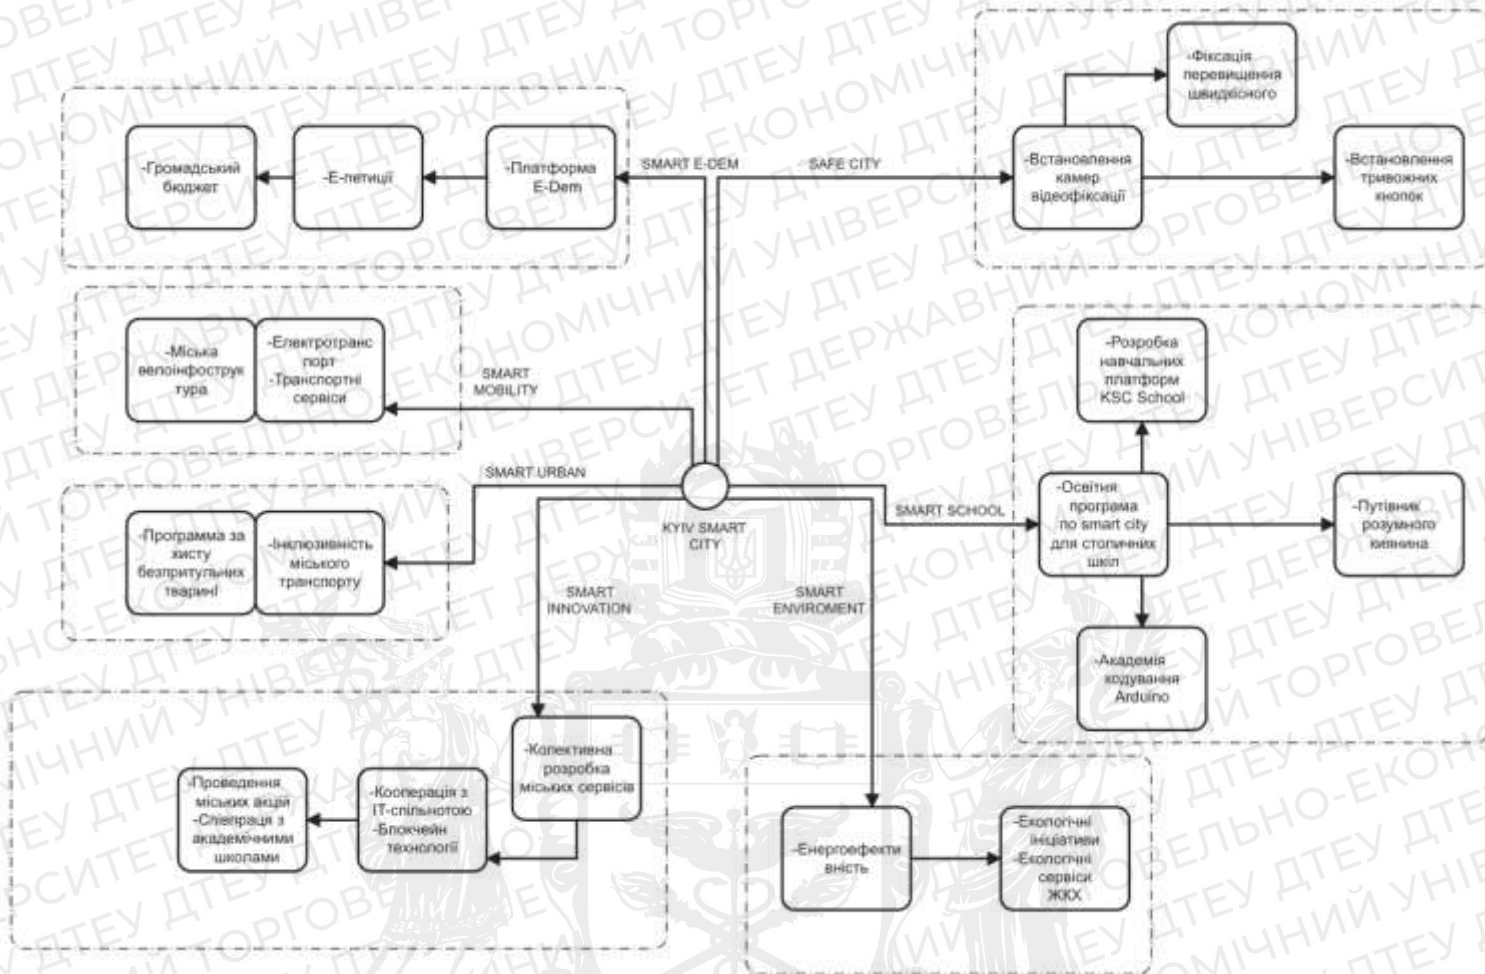 -Фіксація
перевищення
швидкісного
-Громадський
бюджет
-Е-петиції
-Платформа
E-Dem
SMART E-DEM
SAFE CITY
-Встановлення
камер
відеофіксації
-Встановлення
тривожних
кнопок
-Міська
велоінфострук
тура
-Електротранс
порт
-Транспортні
сервіси
SMART
MOBILITY
-Розробка
навчальних
платформ
KSC School
SMART URBAN
KYIV SMART
CITY
SMART SCHOOL
-Освітня
програма
по smart city
для столичних
шкіл
-Путівник
розумного
киянина
-Программа за
хисту
безпритульних
тварині
-Інклюзивність
міського
транспорту
SMART
INNOVATION
SMART
ENVIROMENT
-Академія
кодування
Arduino
-Колективна
розробка
міських сервісів
-Проведення
міських акцій
-Співпраця з
академічними
школами
-Кооперація з
ІТ-спільнотою
-Блокчейн
технології
-Енергоефекти
вність
-Екологічні
ініціативи
-Екологічні
сервіси
ЖКХ